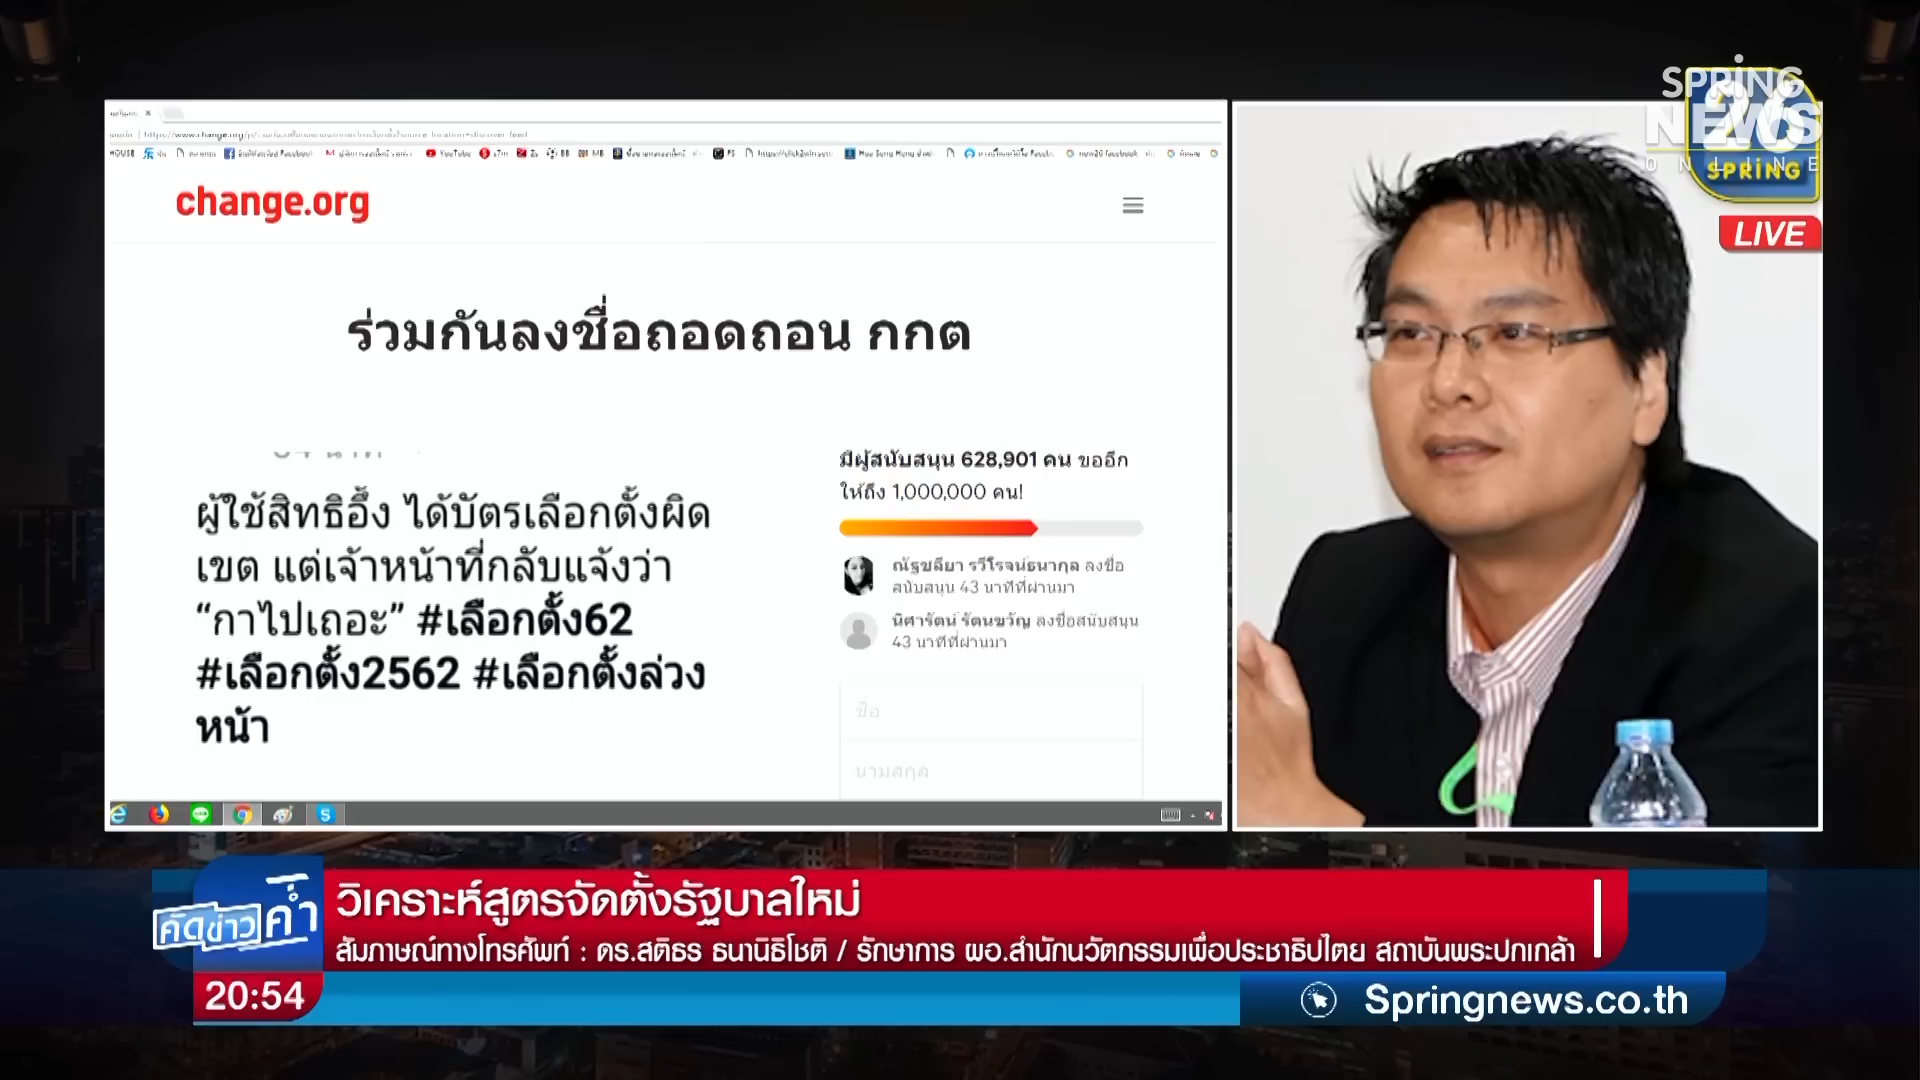 SPRING
NEWS
ONLINE
26
SPRING
LIVE
change.org
ร่วมกันลงชื่อถอดถอน กกต
ผู้ใช้สิทธิอึ้ง ได้บัตรเลือกตั้งผิด
เขต แต่เจ้าหน้าที่กลับแจ้งว่า
“กาไปเถอะ” #เลือกตั้ง62
#เลือกตั้ง2562 #เลือกตั้งล่วง
หน้า
มีผู้สนับสนุน 628,901 คน ขออีก
ให้ถึง 1,000,000 คน!
ณัฐชลียา รวีโรจน์ธนากุล ลงชื่อ
สนับสนุน 43 นาทีที่ผ่านมา
นิศารัตน์ รัตนขวัญ ลงชื่อสนับสนุน
43 นาทีที่ผ่านมา
ชื่อ
นามสกุล
คัดข่าวค่ำ
วิเคราะห์สูตรจัดตั้งรัฐบาลใหม่
สัมภาษณ์ทางโทรศัพท์ : ดร.สติธร ธนานิธิโชติ / รักษาการ ผอ.สำนักนวัตกรรมเพื่อประชาธิปไตย สถาบันพระปกเกล้า
20:54
Springnews.co.th